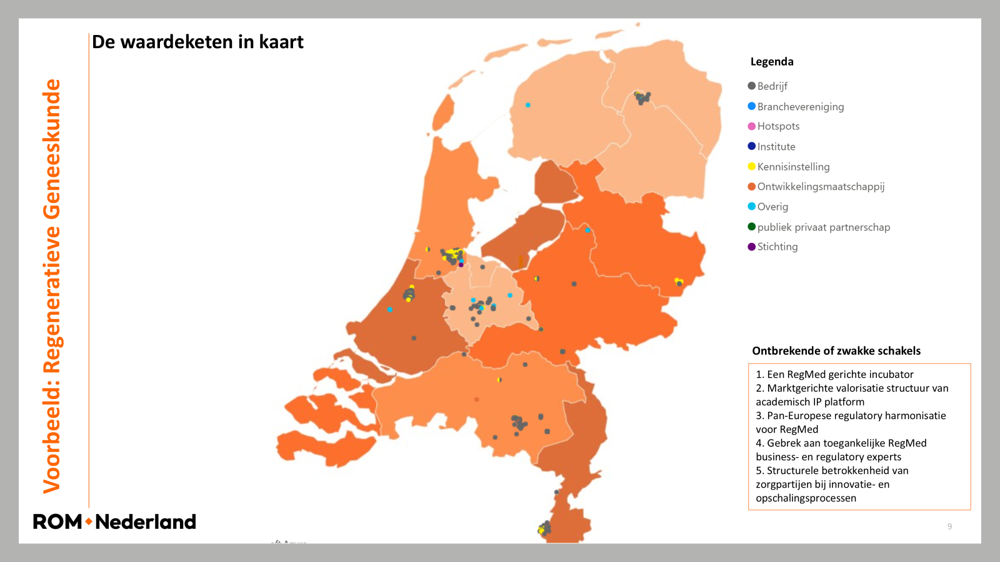 De waardeketen in kaart
Voorbeeld: Regeneratieve Geneeskunde
Legenda
Bedrijf
Branchevereniging
Hotspots
Institute
Kennisinstelling
Ontwikkelingsmaatschappij
Overig
publiek privaat partnerschap
Stichting
Ontbrekende of zwakke schakels
1. Een RegMed gerichte incubator
2. Marktgerichte valorisatie structuur van
academisch IP platform
3. Pan-Europese regulatory harmonisatie
voor RegMed
4. Gebrek aan toegankelijke RegMed
business- en regulatory experts
5. Structurele betrokkenheid van
zorgpartijen bij innovatie- en
opschalingsprocessen
ROM Nederland
9